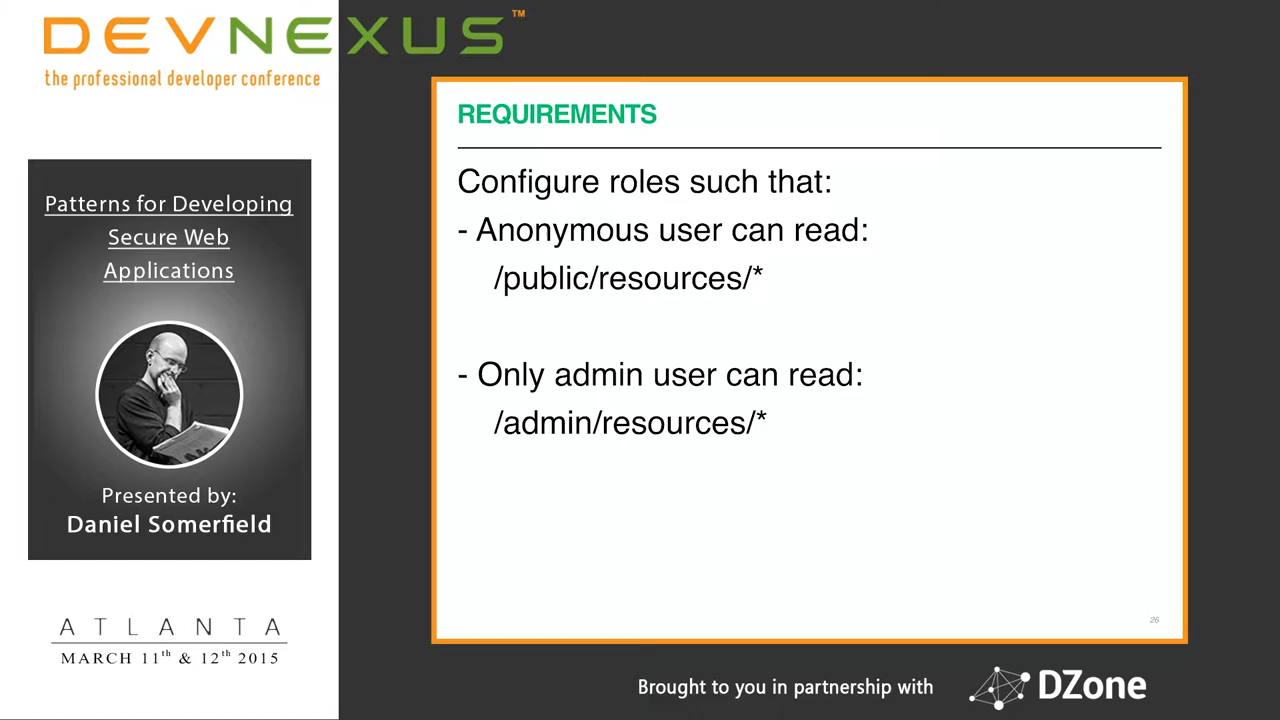 DEVNEXUS™
the professional developer conference
Patterns for Developing
Secure Web
Applications
Presented by:
Daniel Somerfield
ATLANTA
MARCH 11th & 12th 2015
REQUIREMENTS
Configure roles such that:
- Anonymous user can read:
/public/resources/*
- Only admin user can read:
/admin/resources/*
26
Brought to you in partnership with
DZone